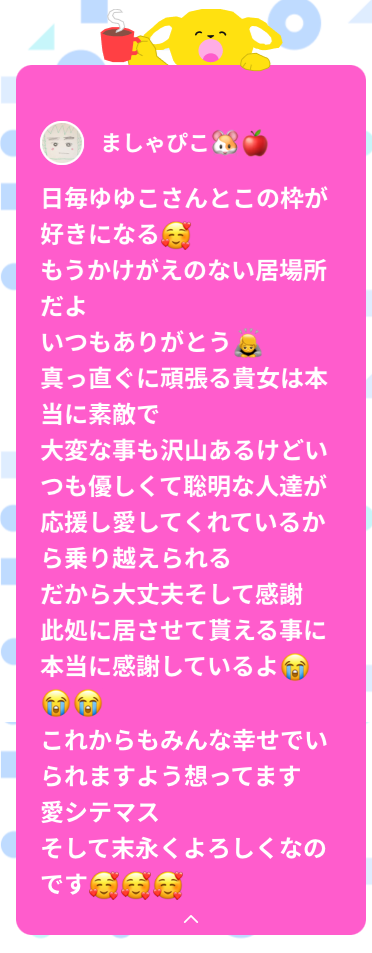 ましゃぴこ🐹🍎
日毎ゆゆこさんとこの枠が
好きになる🥰
もうかけがえのない居場所
だよ
いつもありがとう🙇
真っ直ぐに頑張る貴女は本
当に素敵で
大変な事も沢山あるけどい
つも優しくて聡明な人達が
応援し愛してくれているか
ら乗り越えられる
だから大丈夫そして感謝
此処に居させて貰える事に
本当に感謝しているよ😭
😭😭
これからもみんな幸せでい
られますよう想ってます
愛シテマス
そして末永くよろしくなの
です🥰🥰🥰